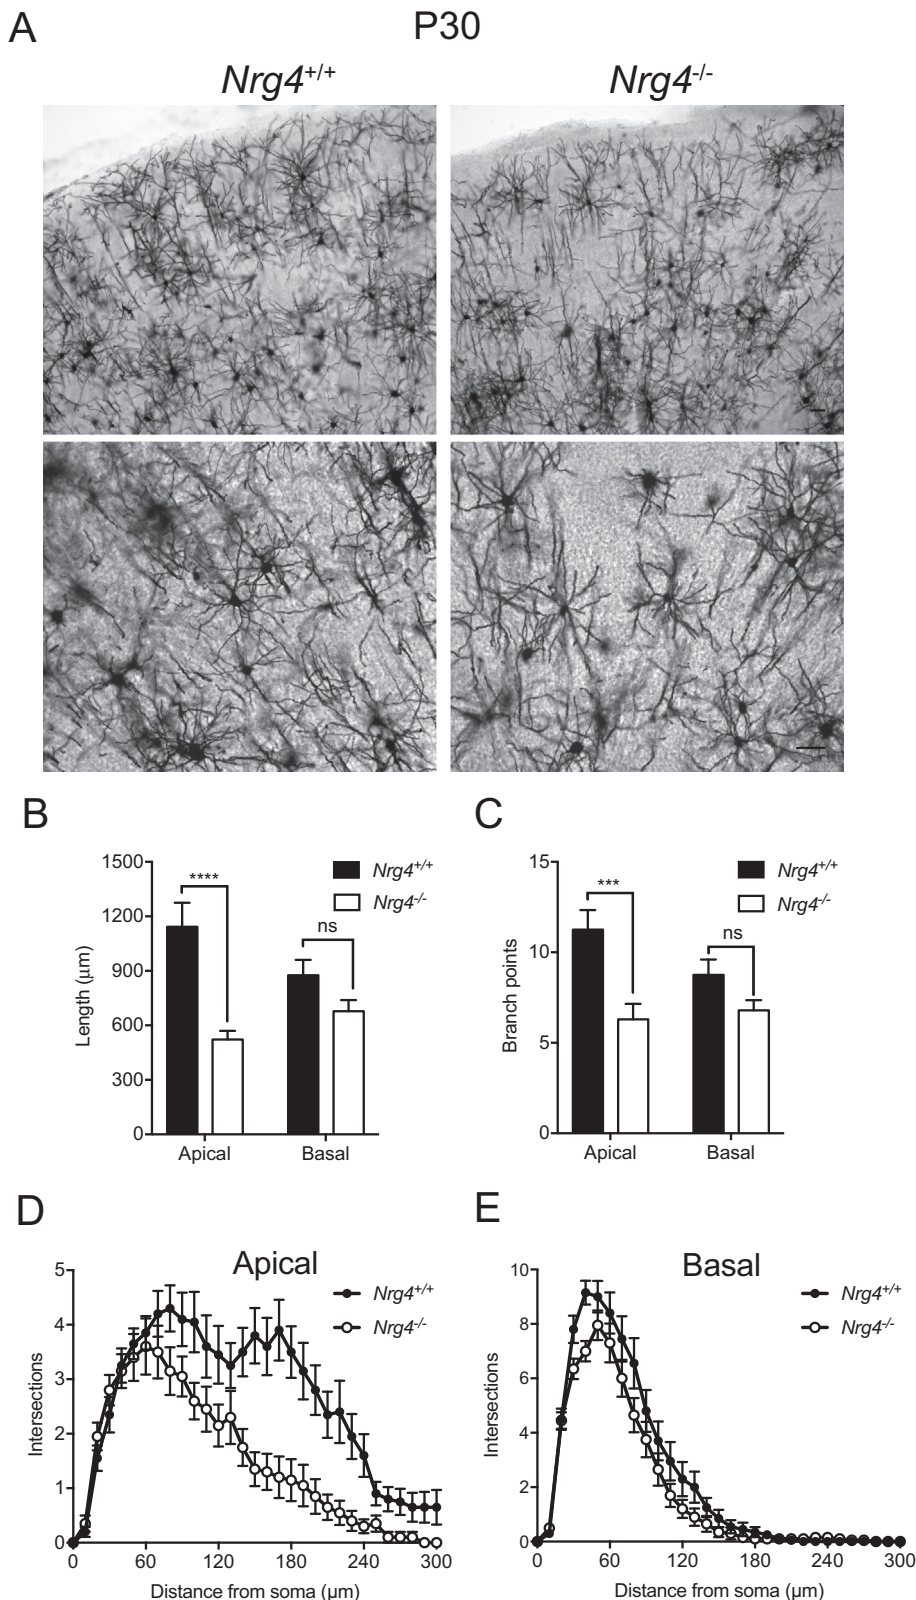 A
P30
Nrg4+/+
Nrg4-/-
B
1500
1200
900
600
300
0
Length (µm)
****
ns
Nrg4+/+
Nrg4-/-
Apical
Basal
C
15
10
5
0
Branch points
***
ns
Nrg4+/+
Nrg4-/-
Apical
Basal
D
Apical
5
4
3
2
1
0
Intersections
Nrg4+/+
Nrg4-/-
0 60 120 180 240 300
Distance from soma (µm)
E
Basal
10
8
6
4
2
0
Intersections
Nrg4+/+
Nrg4-/-
0 60 120 180 240 300
Distance from soma (µm)